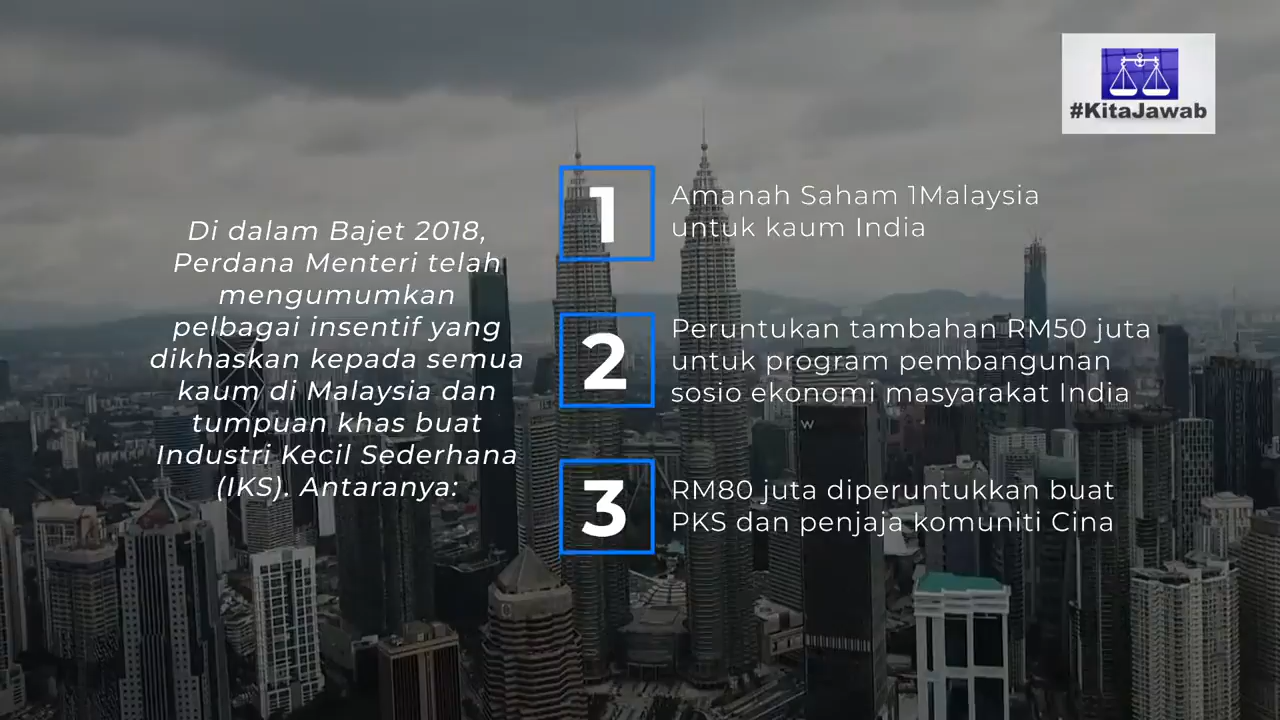 #KitaJawab
Di dalam Bajet 2018,
Perdana Menteri telah
mengumumkan
pelbagai insentif yang
dikhaskan kepada semua
kaum di Malaysia dan
tumpuan khas buat
Industri Kecil Sederhana
(IKS). Antaranya:
1
Amanah Saham 1Malaysia
untuk kaum India
2
Peruntukan tambahan RM50 juta
untuk program pembangunan
sosio ekonomi masyarakat India
3
RM80 juta diperuntukkan buat
PKS dan penjaja komuniti Cina
W